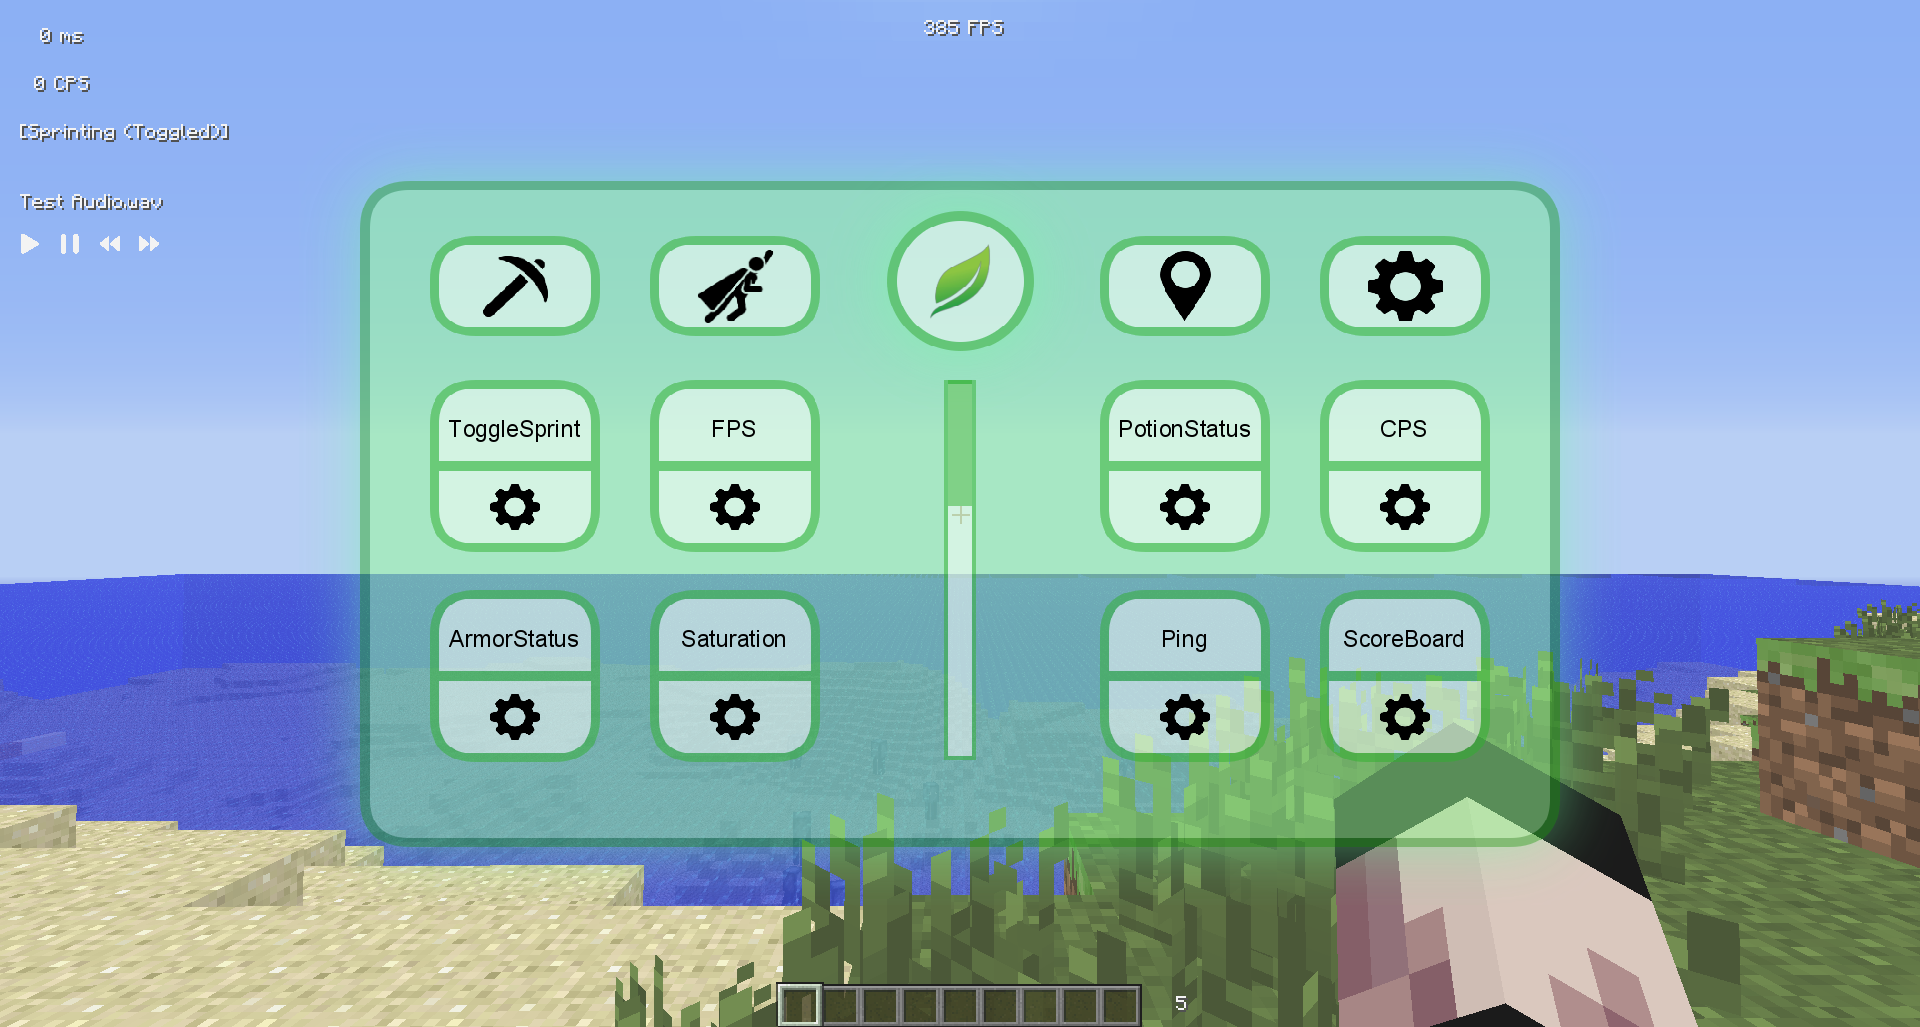 0 ms
385 FPS
0 CPS
[Sprinting (Toggled)]
Test Audio.wav
ToggleSprint
FPS
PotionStatus
CPS
ArmorStatus
Saturation
Ping
ScoreBoard
5